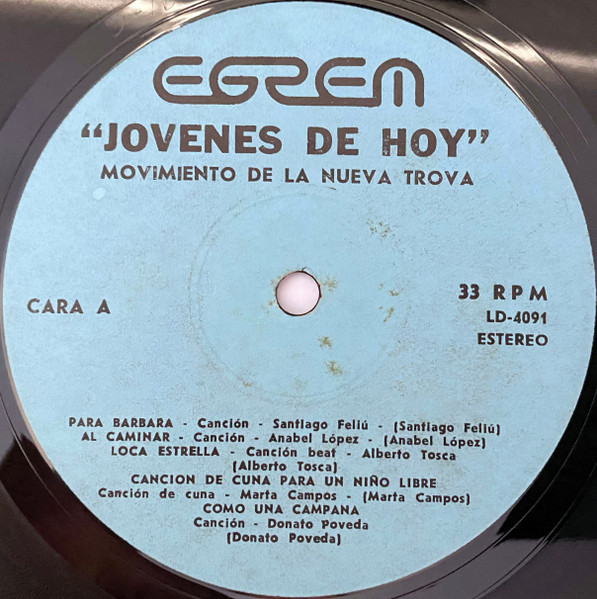 EGREM
"JOVENES DE HOY"
MOVIMIENTO DE LA NUEVA TROVA
CARA A
33 RPM
LD-4091
ESTEREO
PARA BARBARA - Canción - Santiago Feliú - (Santiago Feliú)
AL CAMINAR - Canción - Anabel López - (Anabel López)
LOCA ESTRELLA - Canción beat - Alberto Tosca
(Alberto Tosca)
CANCION DE CUNA PARA UN NIÑO LIBRE
Canción de cuna - Marta Campos - (Marta Campos)
COMO UNA CAMPANA
Canción - Donato Poveda
(Donato Poveda)